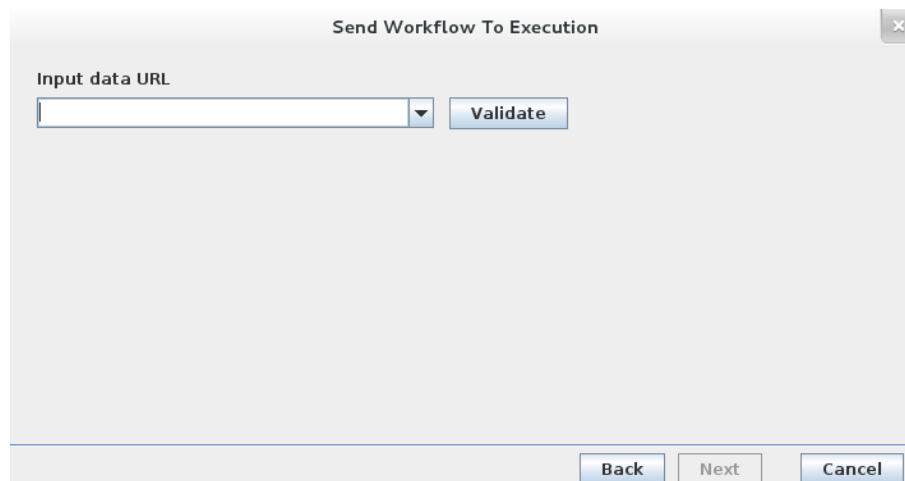 Send Workflow To Execution
Input data URL
Validate
Back Next Cancel